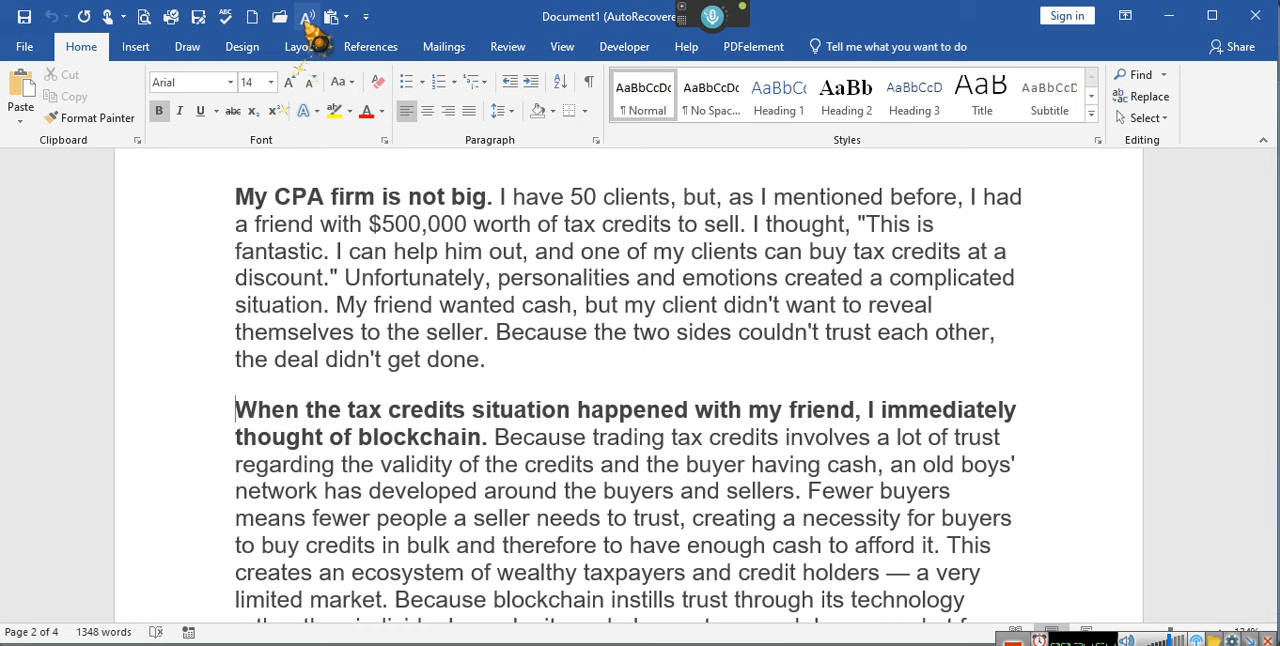 Document1 (AutoRecovere
Sign in
File Home Insert Draw Design Layo References Mailings Review View Developer Help PDFelement Tell me what you want to do Share
Paste
Cut
Copy
Format Painter
Clipboard
Arial 14 Aa
B I U abc x₂ x² A A
Font
Paragraph
AaBbCcDc AaBbCcDc AaBbCc AaBb AaBbCcD AaB AaBbCcD
¶ Normal ¶ No Spac... Heading 1 Heading 2 Heading 3 Title Subtitle
Styles
Find
Replace
Select
Editing
My CPA firm is not big. I have 50 clients, but, as I mentioned before, I had
a friend with $500,000 worth of tax credits to sell. I thought, "This is
fantastic. I can help him out, and one of my clients can buy tax credits at a
discount." Unfortunately, personalities and emotions created a complicated
situation. My friend wanted cash, but my client didn't want to reveal
themselves to the seller. Because the two sides couldn't trust each other,
the deal didn't get done.
When the tax credits situation happened with my friend, I immediately
thought of blockchain. Because trading tax credits involves a lot of trust
regarding the validity of the credits and the buyer having cash, an old boys'
network has developed around the buyers and sellers. Fewer buyers
means fewer people a seller needs to trust, creating a necessity for buyers
to buy credits in bulk and therefore to have enough cash to afford it. This
creates an ecosystem of wealthy taxpayers and credit holders — a very
limited market. Because blockchain instills trust through its technology
Page 2 of 4 1348 words